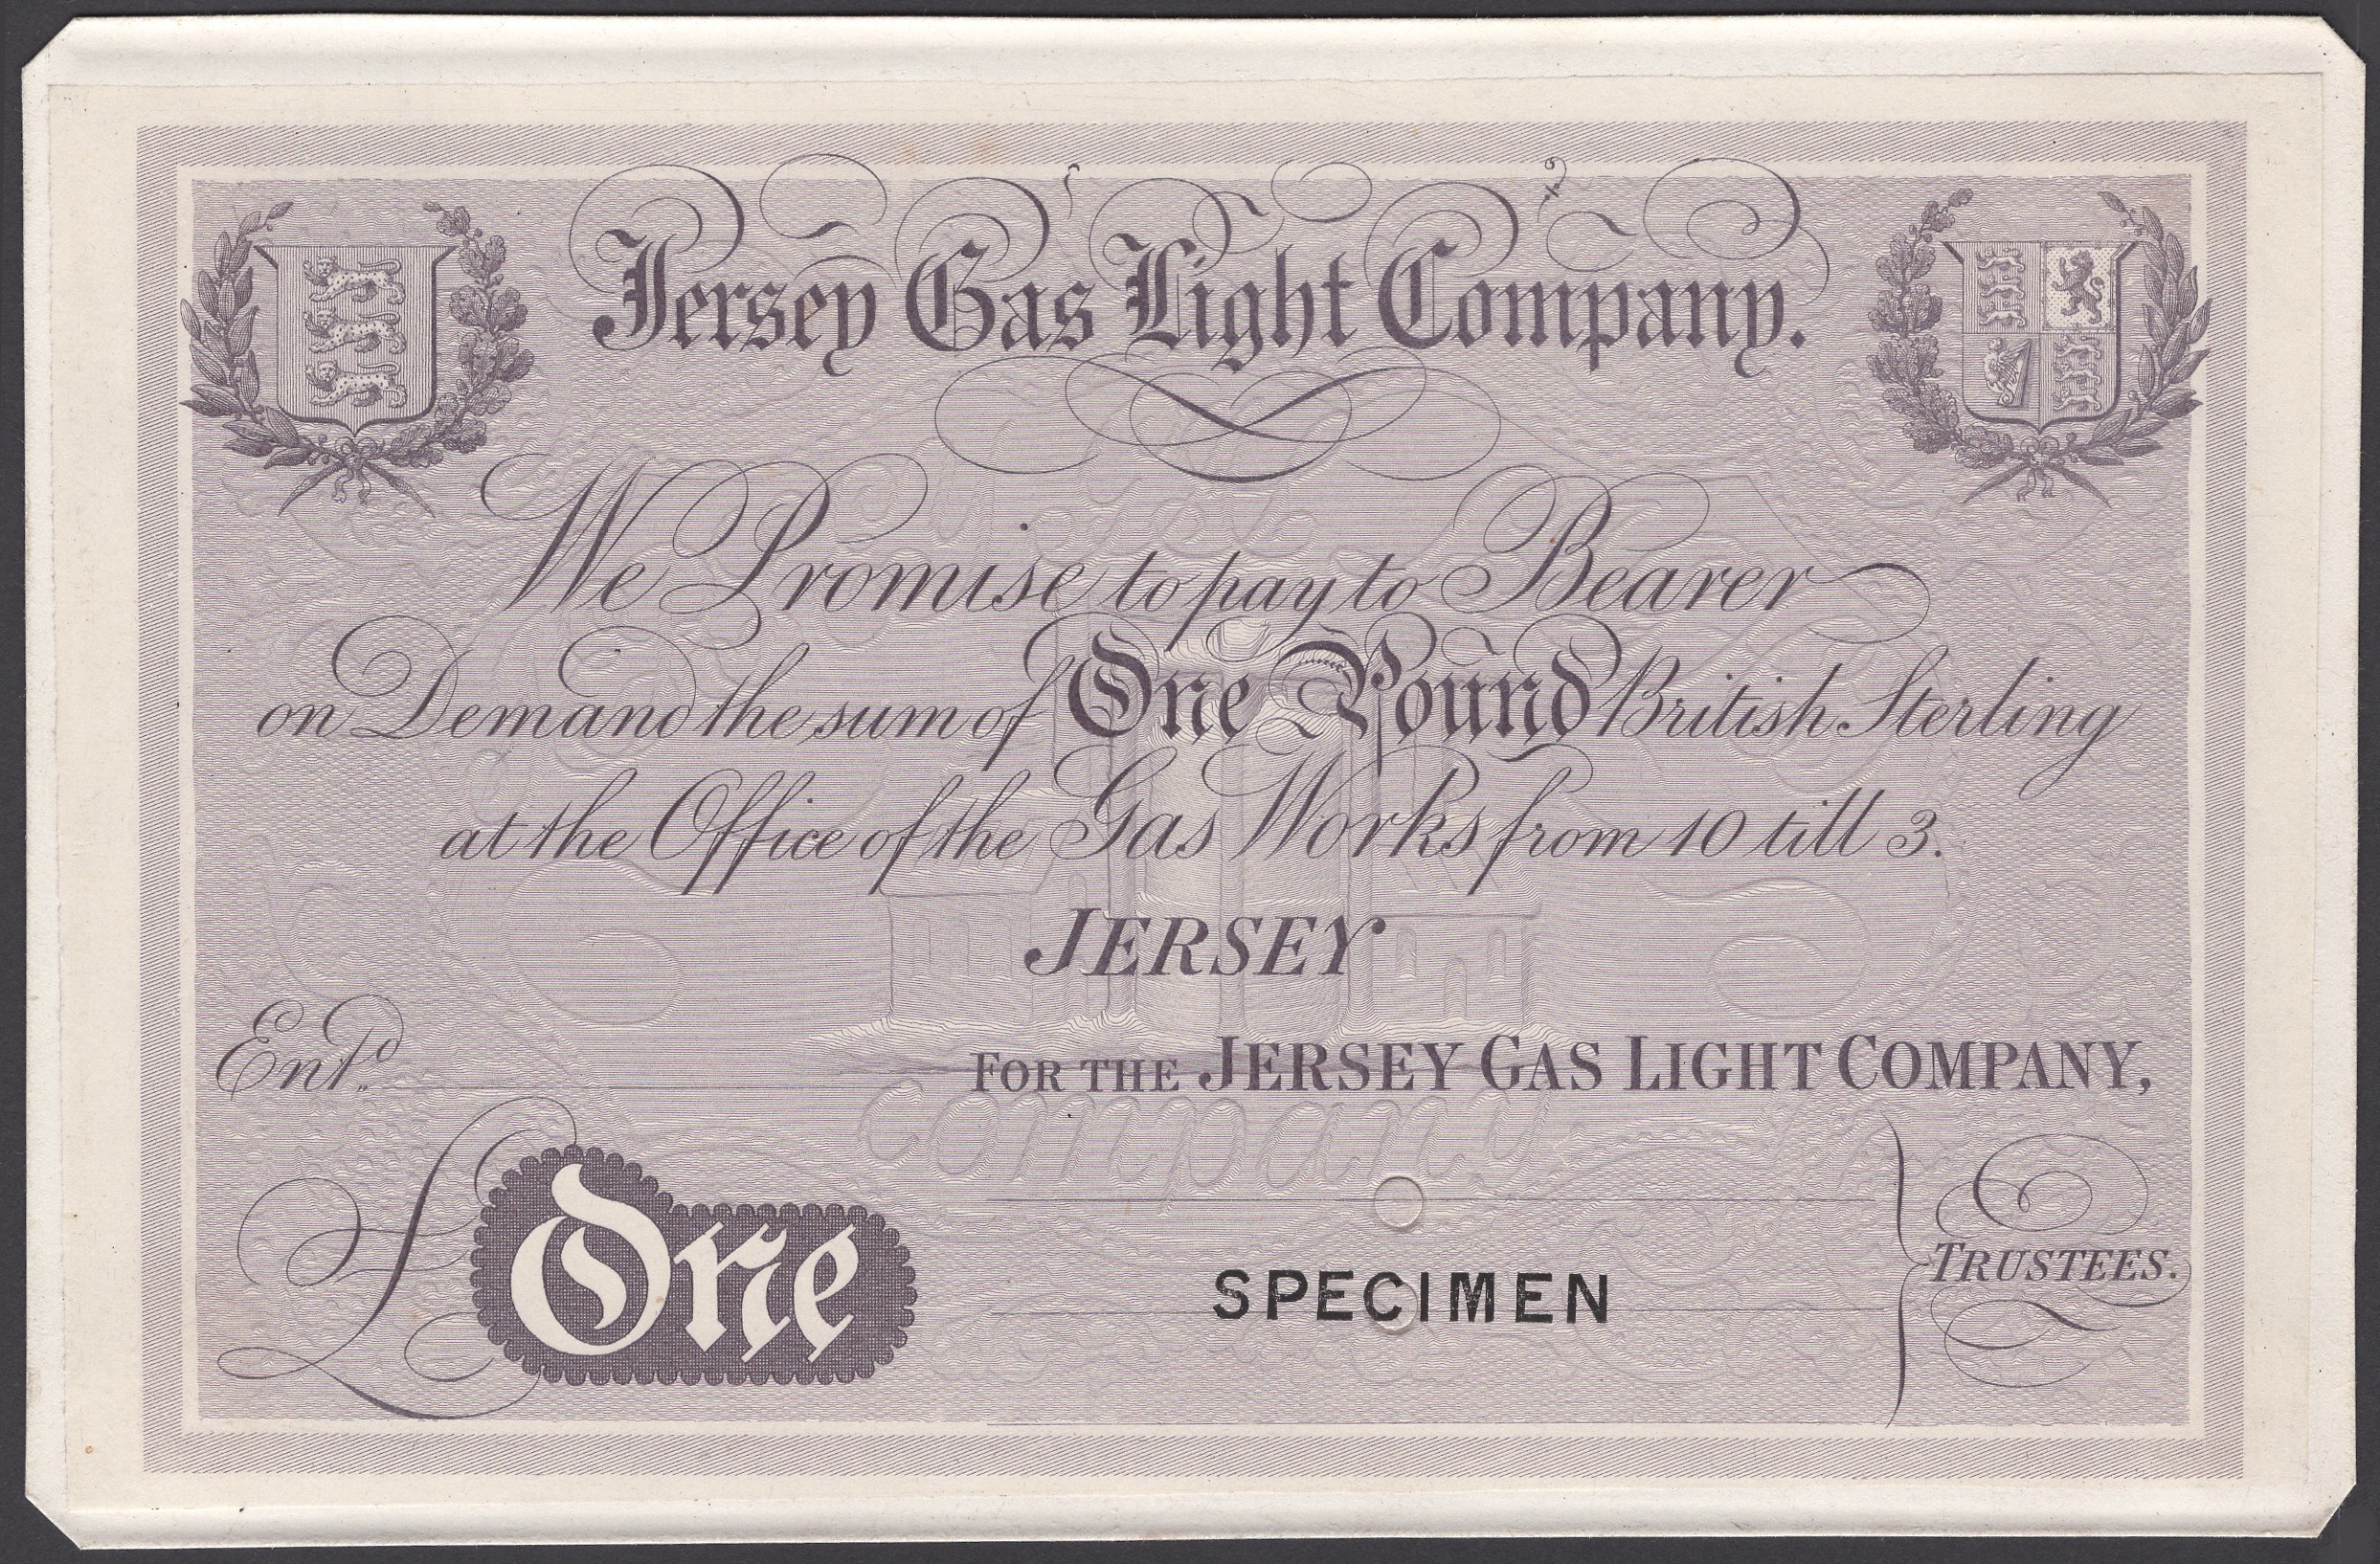 Jersey Gas Light Company.
We Promise to pay to Bearer
on Demand the sum of One Pound British Sterling
at the Office of the Gas Works from 10 till 3.
JERSEY
Entd.
FOR THE JERSEY GAS LIGHT COMPANY,
Company
£ One
SPECIMEN
TRUSTEES.